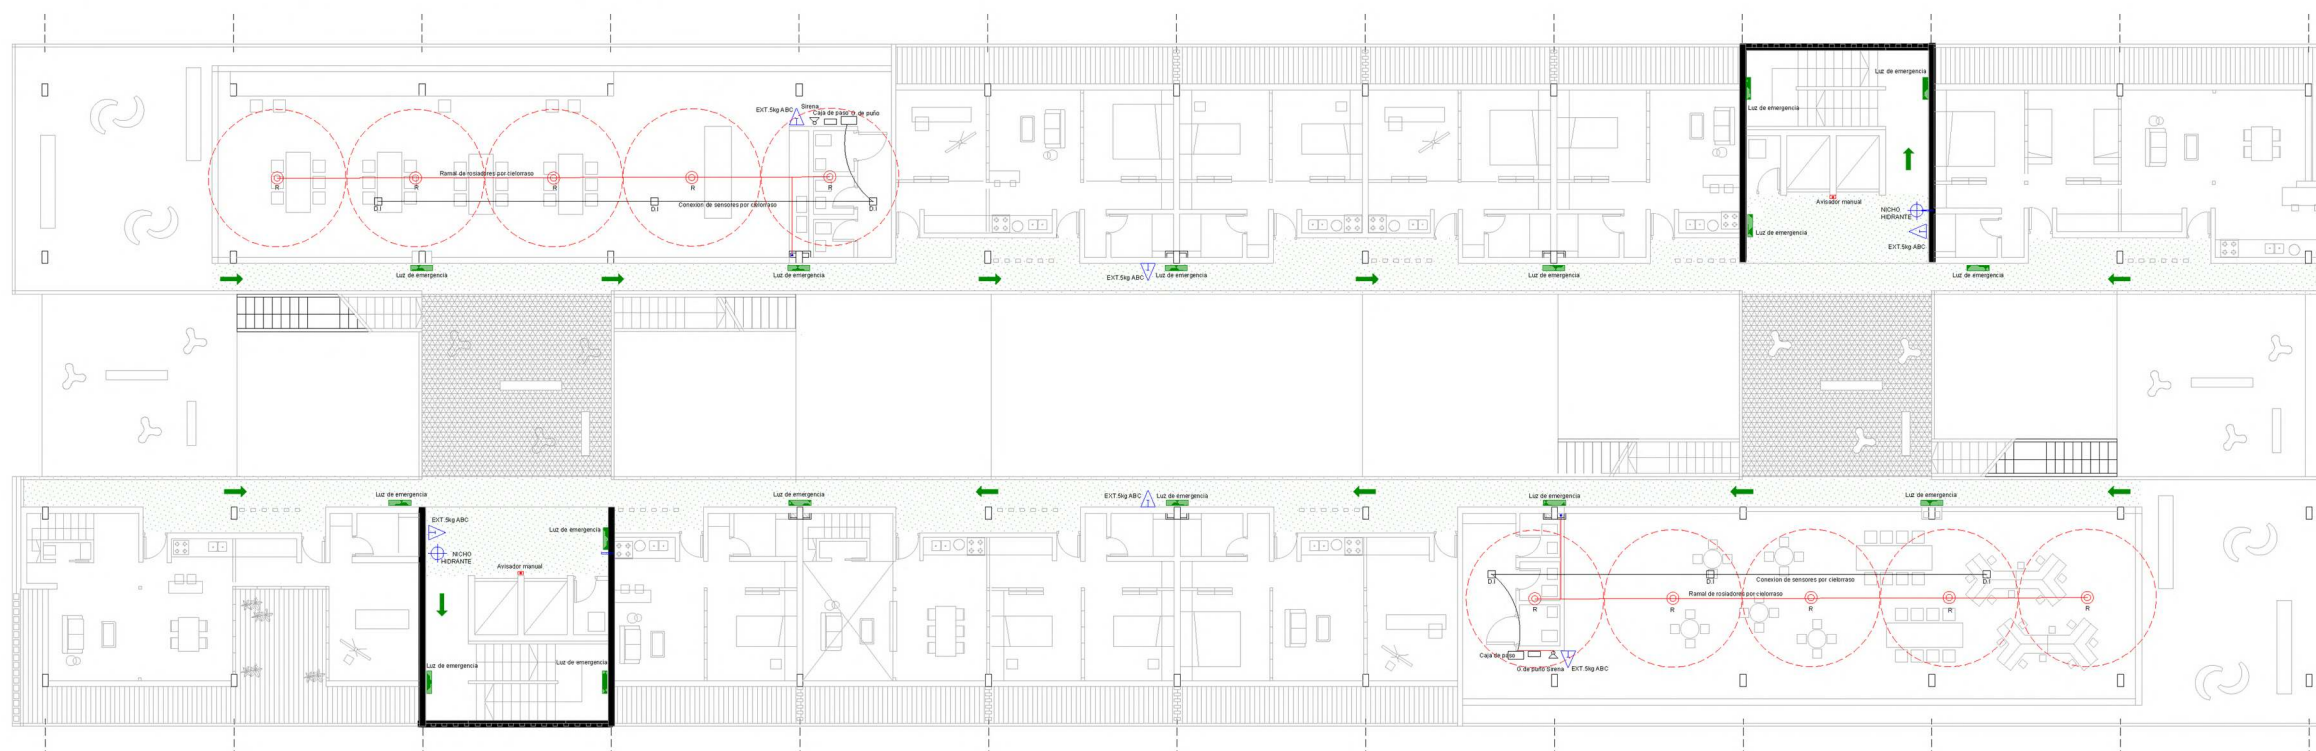 Luz de emergencia
EXT.5kg ABC
Sirena
Caja de paso
G. de puño
Luz de emergencia
R
R
R
R
R
Ramal de rosiadores por cielorraso
D.I
D.I
D.I
Conexion de sensores por cielorraso
Avisador manual
NICHO
HIDRANTE
Luz de emergencia
EXT.5kg ABC
Luz de emergencia
Luz de emergencia
EXT.5kg ABC
Luz de emergencia
Luz de emergencia
Luz de emergencia
Luz de emergencia
Luz de emergencia
EXT.5kg ABC
Luz de emergencia
Luz de emergencia
Luz de emergencia
EXT.5kg ABC
Luz de emergencia
NICHO
HIDRANTE
Avisador manual
D.I
D.I
D.I
Conexion de sensores por cielorraso
Ramal de rosiadores por cielorraso
R
R
R
R
R
Luz de emergencia
Luz de emergencia
Caja de paso
G. de puño
sirena
EXT.5kg ABC